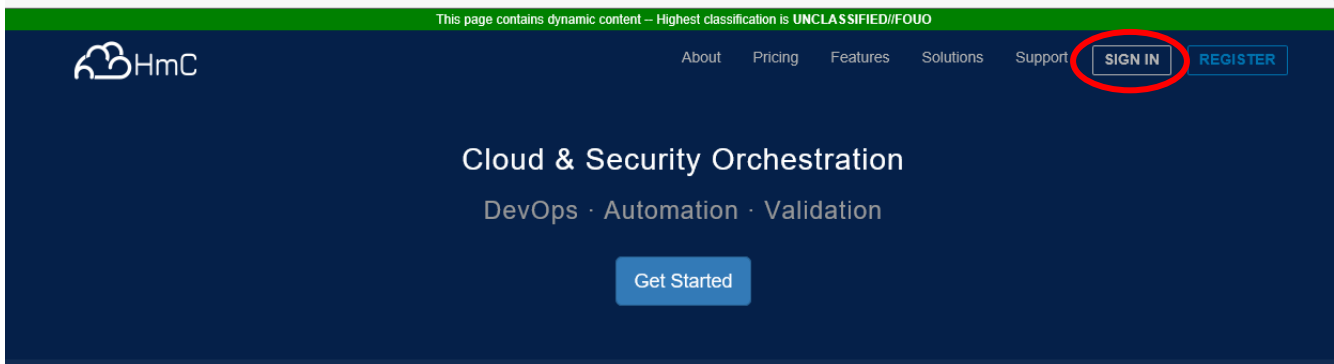 This page contains dynamic content -- Highest classification is UNCLASSIFIED//FOUO
HmC About Pricing Features Solutions Support SIGN IN REGISTER
Cloud & Security Orchestration
DevOps · Automation · Validation
Get Started